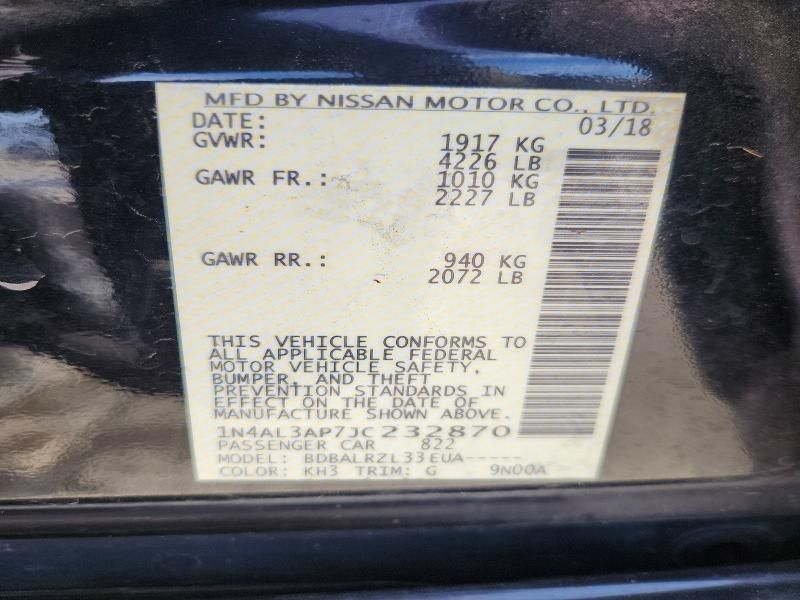 MFD BY NISSAN MOTOR CO., LTD.
DATE: 03/18
GVWR: 1917 KG
4226 LB
GAWR FR.: 1010 KG
2227 LB
GAWR RR.: 940 KG
2072 LB
THIS VEHICLE CONFORMS TO
ALL APPLICABLE FEDERAL
MOTOR VEHICLE SAFETY,
BUMPER, AND THEFT
PREVENTION STANDARDS IN
EFFECT ON THE DATE OF
MANUFACTURE SHOWN ABOVE.
1N4AL3AP7JC232870
PASSENGER CAR 822
MODEL: BDBALRZL33EUA-----
COLOR: KH3 TRIM: G 9N00A